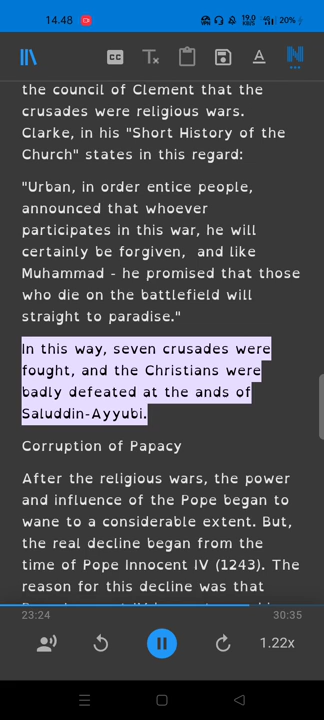 14.48
19.0
KB/S
4G
20%
CC
A
N
the council of Clement that the
crusades were religious wars.
Clarke, in his "Short History of the
Church" states in this regard:
"Urban, in order entice people,
announced that whoever
participates in this war, he will
certainly be forgiven,  and like
Muhammad - he promised that those
who die on the battlefield will
straight to paradise."
In this way, seven crusades were
fought, and the Christians were
badly defeated at the ands of
Saluddin-Ayyubi.
Corruption of Papacy
After the religious wars, the power
and influence of the Pope began to
wane to a considerable extent. But,
the real decline began from the
time of Pope Innocent IV (1243). The
reason for this decline was that
23:24
30:35
1.22x